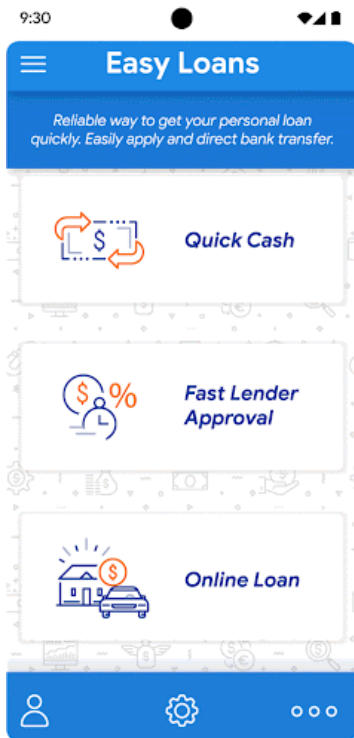 9:30
Easy Loans
Reliable way to get your personal loan
quickly. Easily apply and direct bank transfer.
$
Quick Cash
$ %
Fast Lender
Approval
$
Online Loan